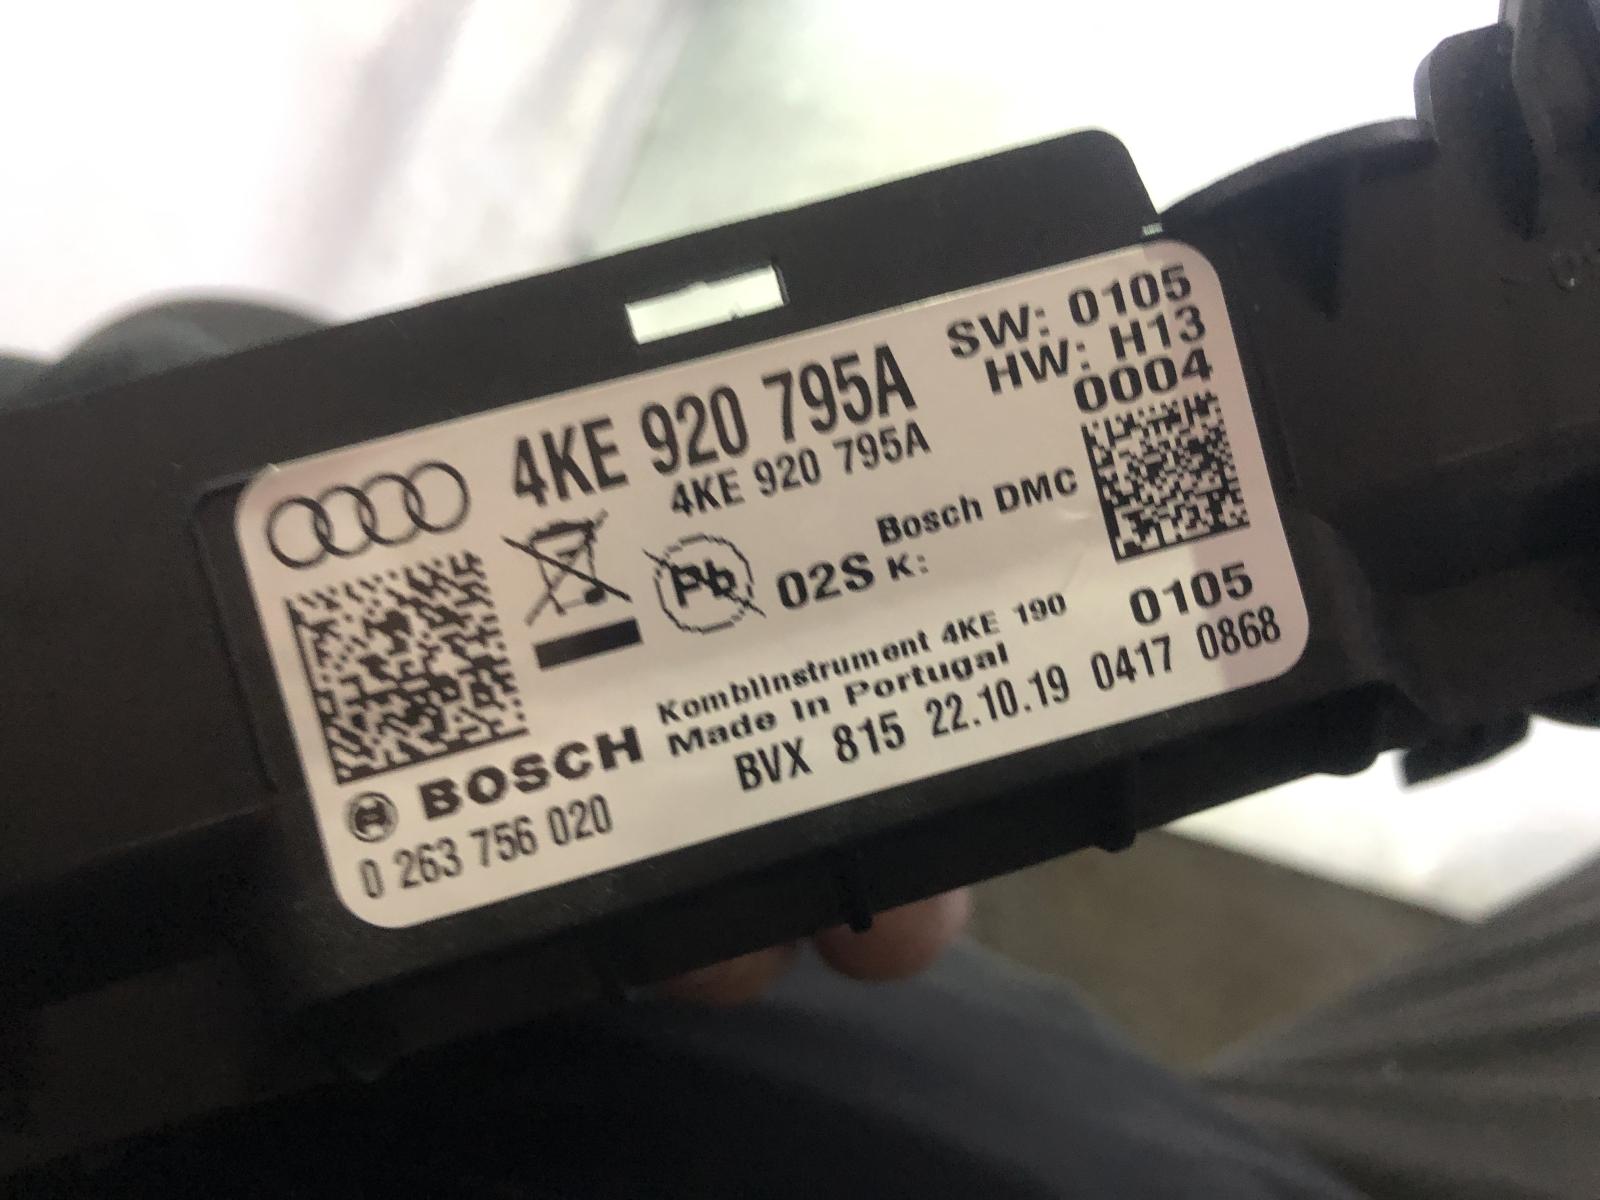 4KE 920 795A
4KE 920 795A
SW: 0105
HW: H13
0004
Pb
02S K:
Bosch DMC
Kombiinstrument 4KE 190
Made in Portugal
0105
BOSCH
BVX 815 22.10.19 0417 0868
0 263 756 020